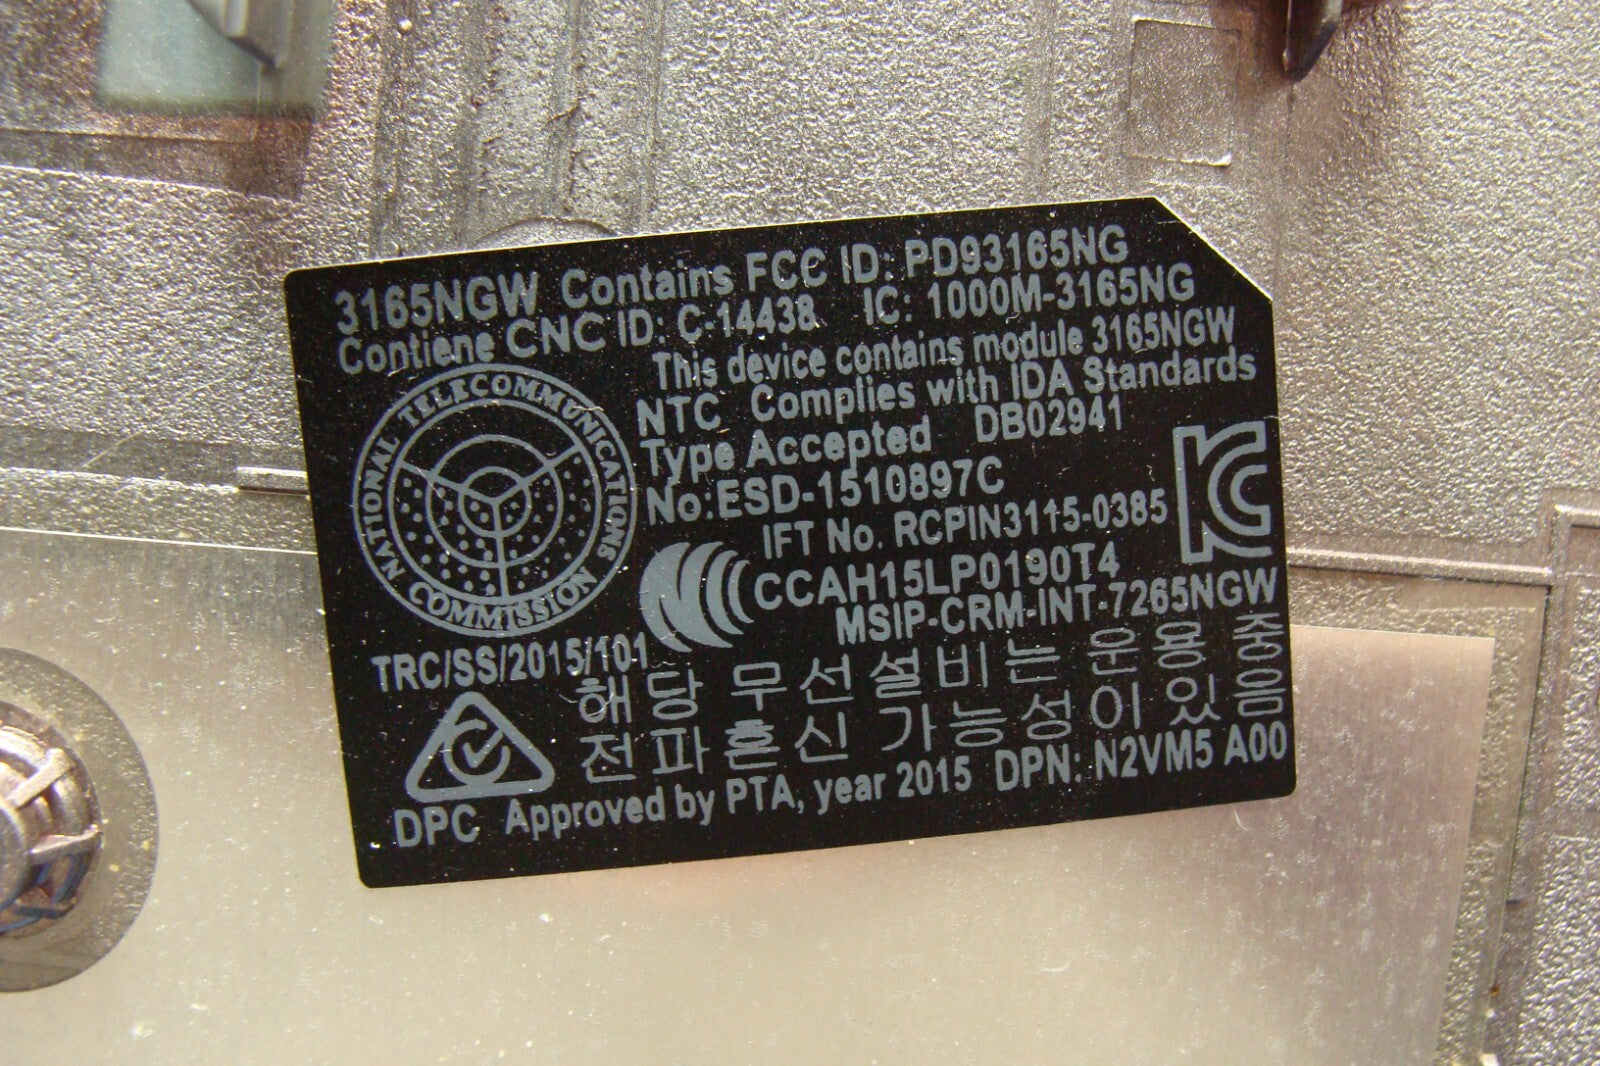 3165NGW Contains FCC ID: PD93165NG
Contiene CNC ID: C-14438 IC: 1000M-3165NG
This device contains module 3165NGW
NTC Complies with IDA Standards
Type Accepted DB02941
No:ESD-1510897C
IFT No. RCPIN3115-0385
CCAH15LP0190T4
MSIP-CRM-INT-7265NGW
NATIONAL TELECOMMUNICATIONS
COMMISSION
TRC/SS/2015/101
해당 무선설비는 운용 중
전파혼신 가능성이 있음
DPC Approved by PTA, year 2015 DPN: N2VM5 A00